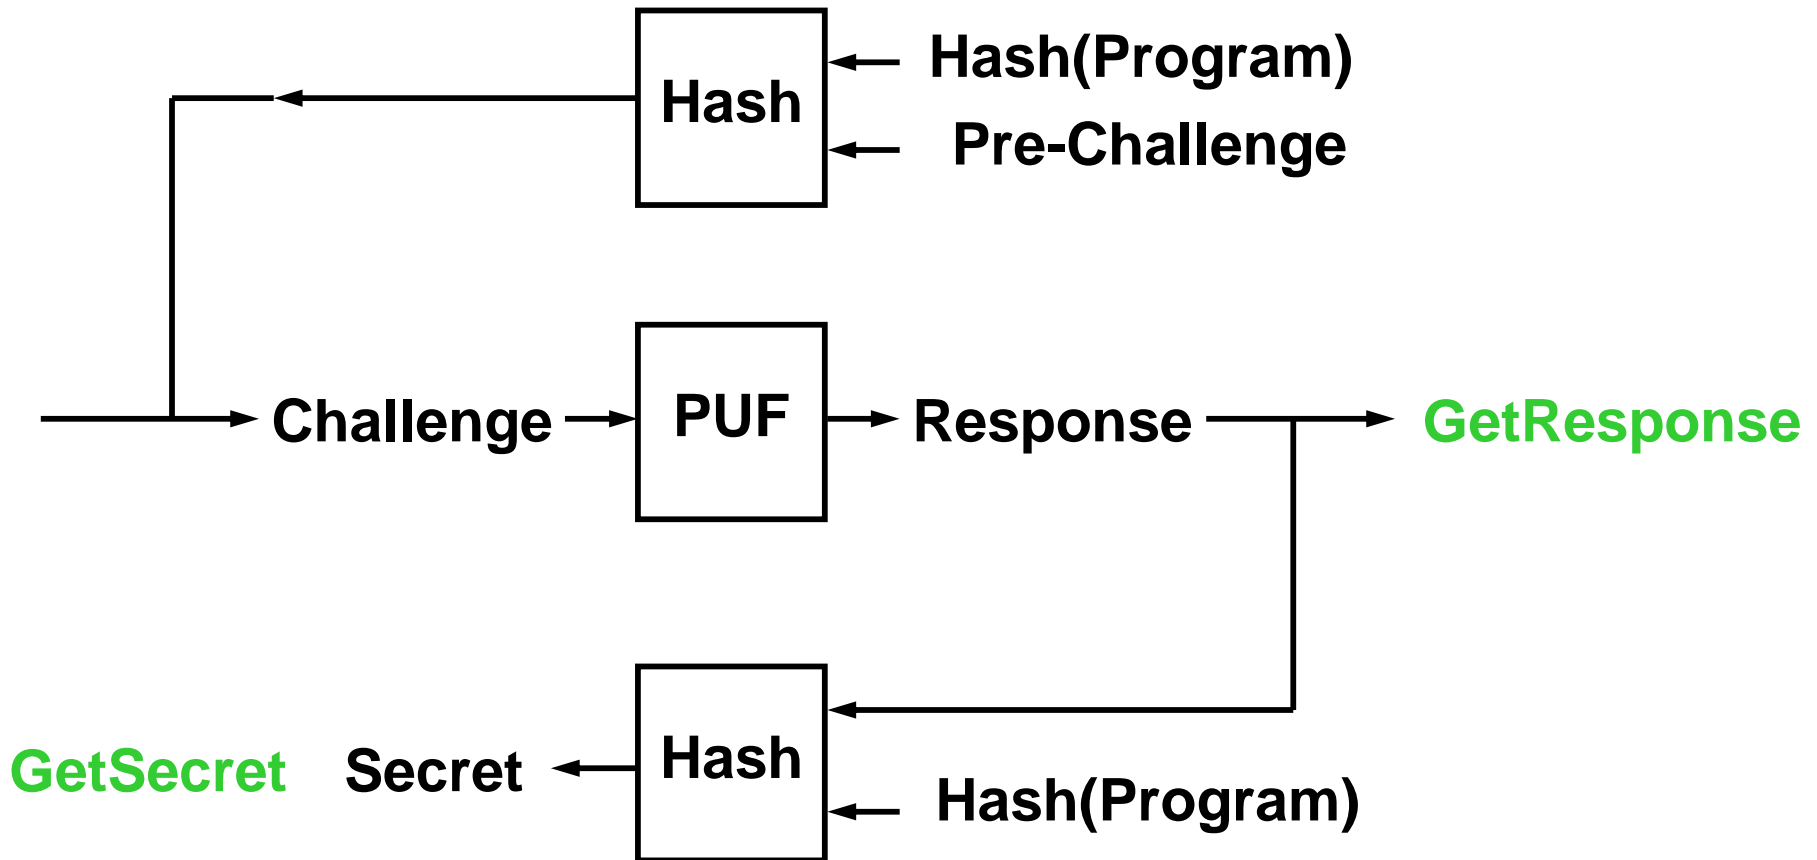 Hash
Hash(Program)
Pre-Challenge
Challenge
PUF
Response
GetResponse
GetSecret
Secret
Hash
Hash(Program)